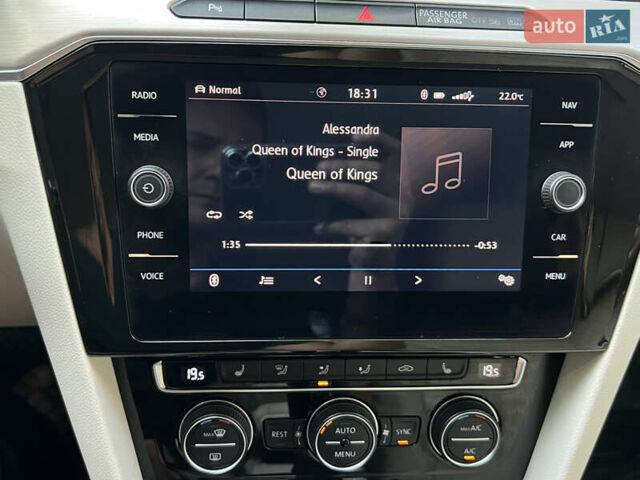 PASSENGER
AIR BAG
auto RIA
.com
RADIO
Normal
18:31
22.0°C
NAV
MEDIA
Alessandra
APP
Queen of Kings - Single
Queen of Kings
PHONE
CAR
1:35
-0:53
VOICE
MENU
19.5
19.5
MAX
REST
AUTO
SYNC
MAX A/C
MENU
A/C